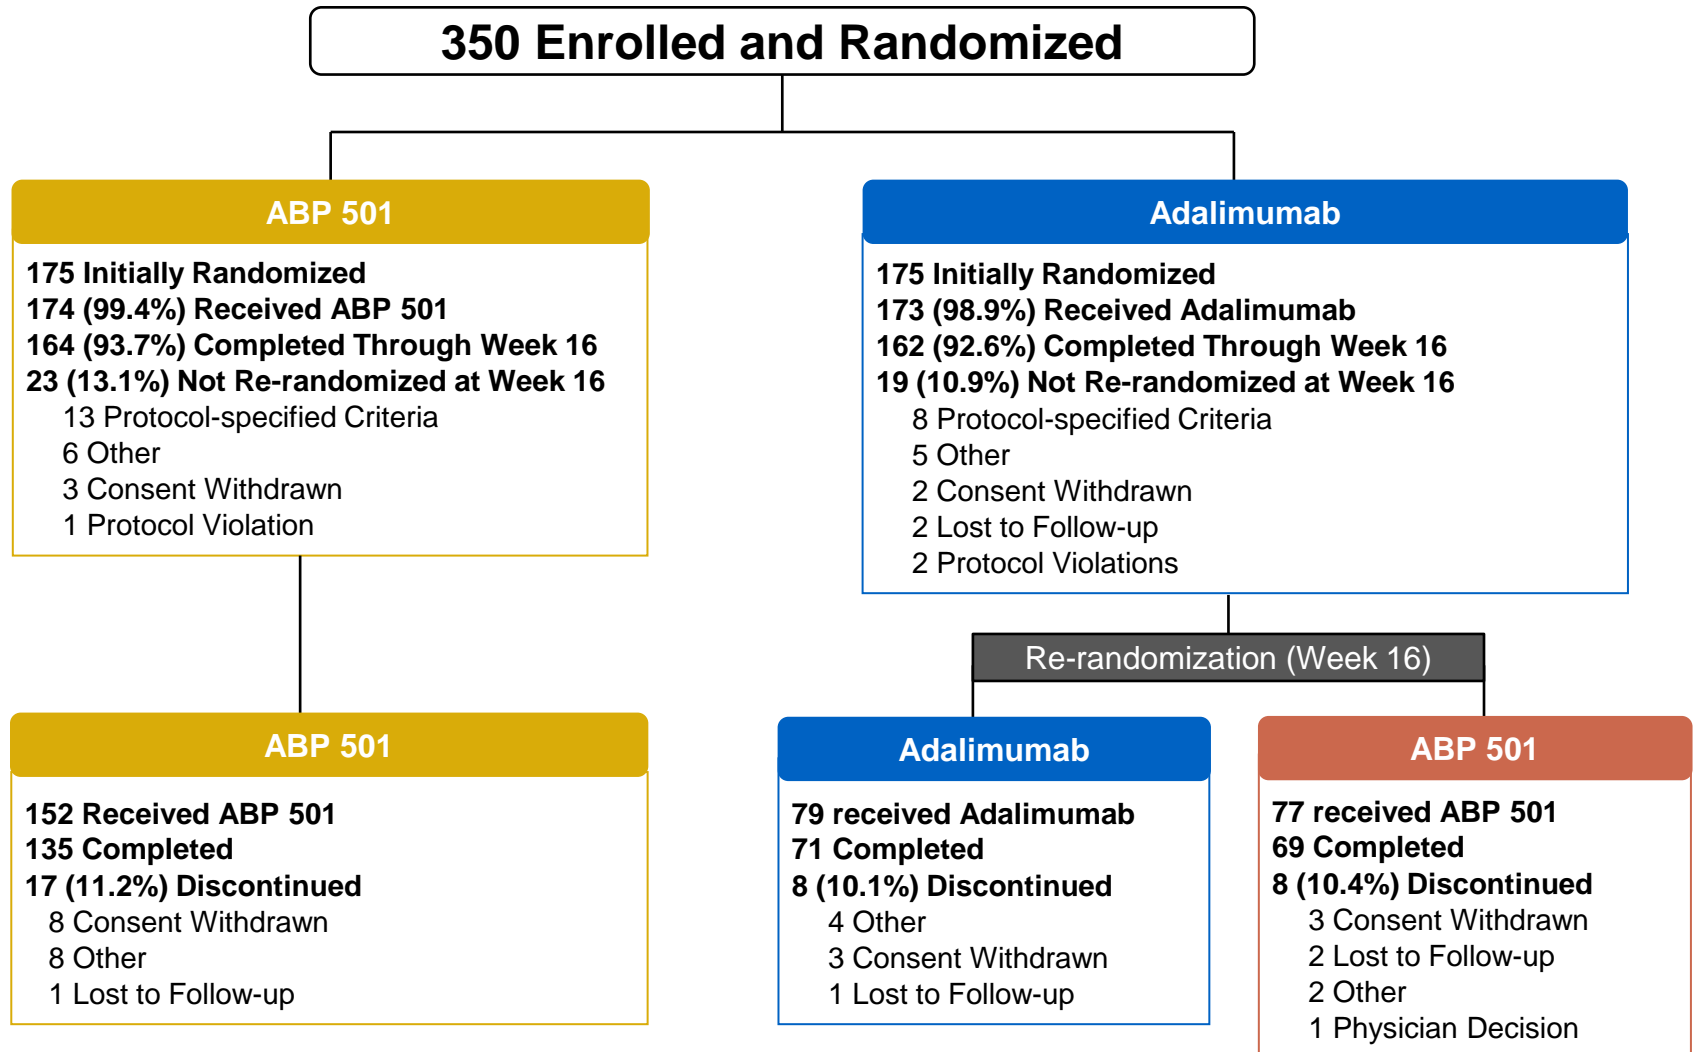 350 Enrolled and Randomized
ABP 501
175 Initially Randomized
174 (99.4%) Received ABP 501
164 (93.7%) Completed Through Week 16
23 (13.1%) Not Re-randomized at Week 16
13 Protocol-specified Criteria
6 Other
3 Consent Withdrawn
1 Protocol Violation
Adalimumab
175 Initially Randomized
173 (98.9%) Received Adalimumab
162 (92.6%) Completed Through Week 16
19 (10.9%) Not Re-randomized at Week 16
8 Protocol-specified Criteria
5 Other
2 Consent Withdrawn
2 Lost to Follow-up
2 Protocol Violations
Re-randomization (Week 16)
ABP 501
152 Received ABP 501
135 Completed
17 (11.2%) Discontinued
8 Consent Withdrawn
8 Other
1 Lost to Follow-up
Adalimumab
79 received Adalimumab
71 Completed
8 (10.1%) Discontinued
4 Other
3 Consent Withdrawn
1 Lost to Follow-up
ABP 501
77 received ABP 501
69 Completed
8 (10.4%) Discontinued
3 Consent Withdrawn
2 Lost to Follow-up
2 Other
1 Physician Decision